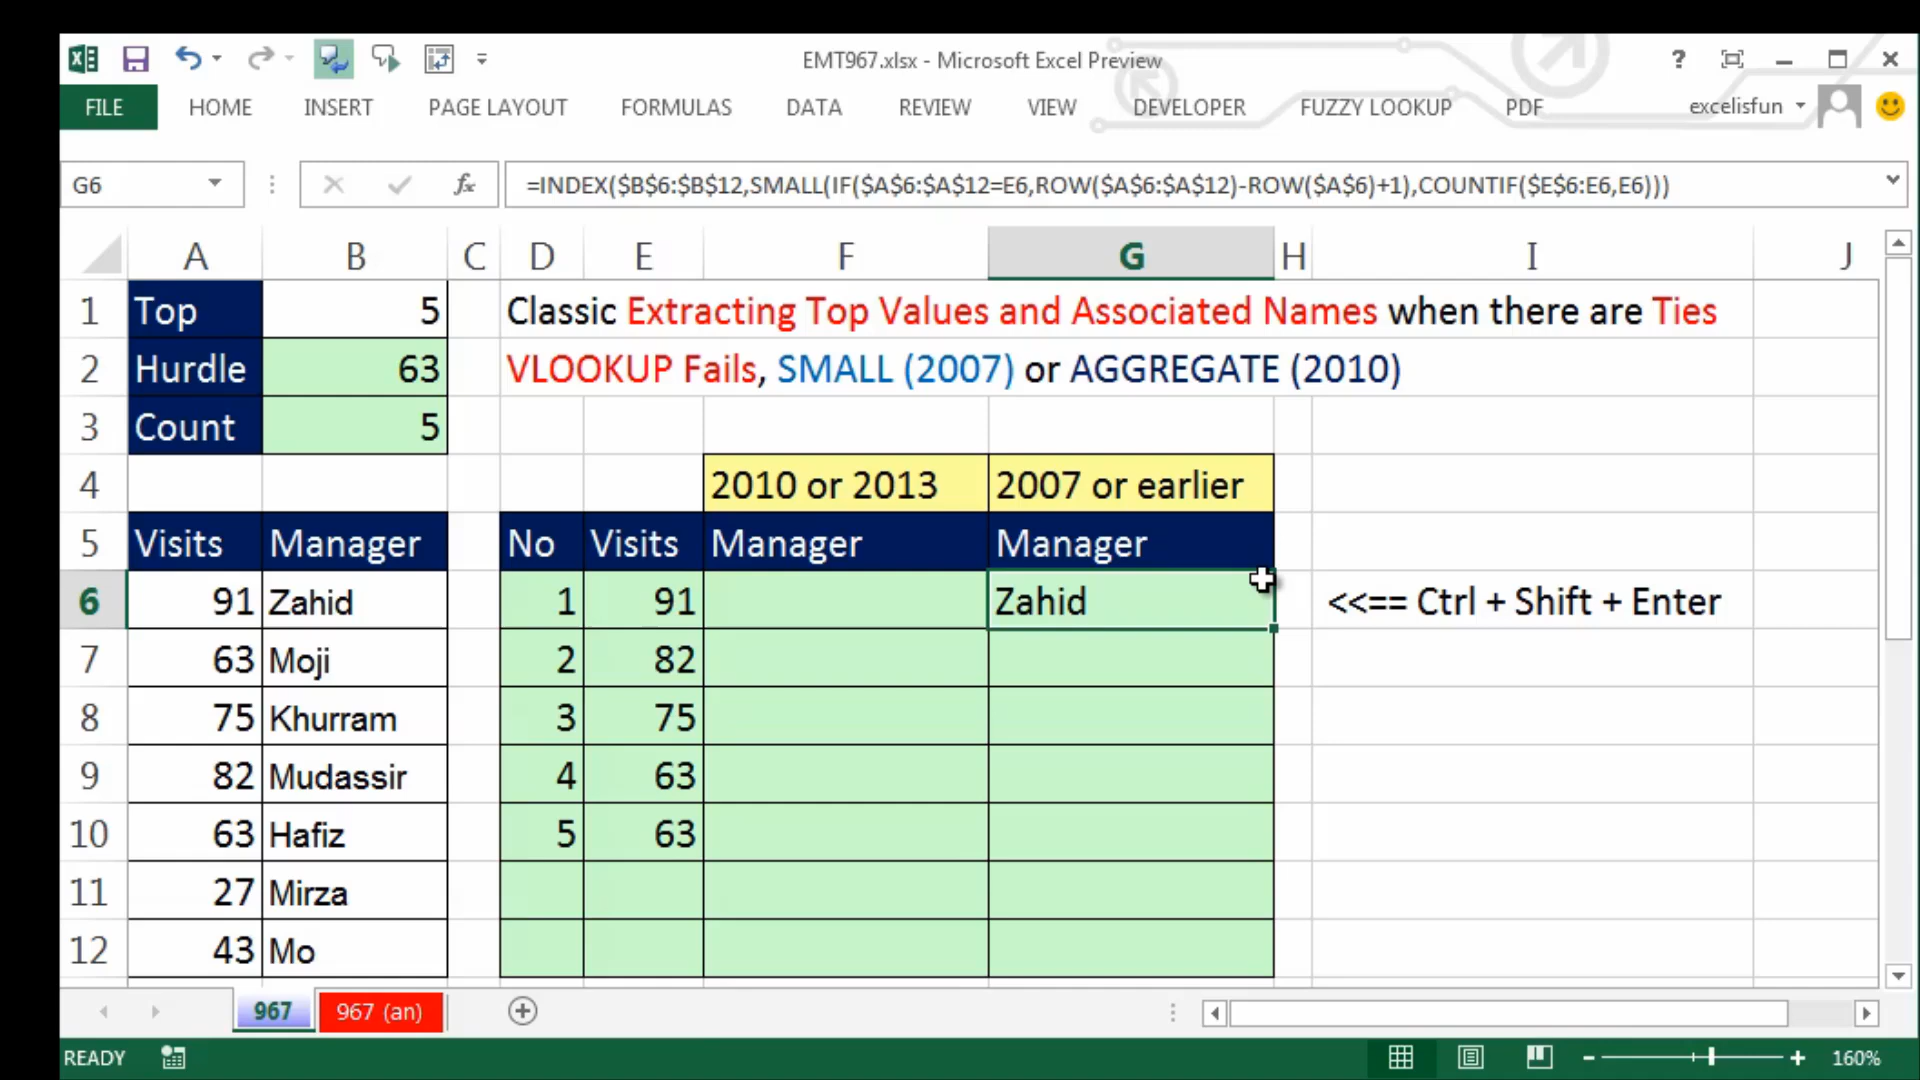 EMT967.xlsx - Microsoft Excel Preview
?
FILE HOME INSERT PAGE LAYOUT FORMULAS DATA REVIEW VIEW DEVELOPER FUZZY LOOKUP PDF excelisfun
G6 fx =INDEX($B$6:$B$12,SMALL(IF($A$6:$A$12=E6,ROW($A$6:$A$12)-ROW($A$6)+1),COUNTIF($E$6:E6,E6)))
A B C D E F G H I J
1 Top 5 Classic Extracting Top Values and Associated Names when there are Ties
2 Hurdle 63 VLOOKUP Fails, SMALL (2007) or AGGREGATE (2010)
3 Count 5
4 2010 or 2013 2007 or earlier
5 Visits Manager No Visits Manager Manager
6 91 Zahid 1 91 Zahid <<== Ctrl + Shift + Enter
7 63 Moji 2 82
8 75 Khurram 3 75
9 82 Mudassir 4 63
10 63 Hafiz 5 63
11 27 Mirza
12 43 Mo
967 967 (an)
READY 160%